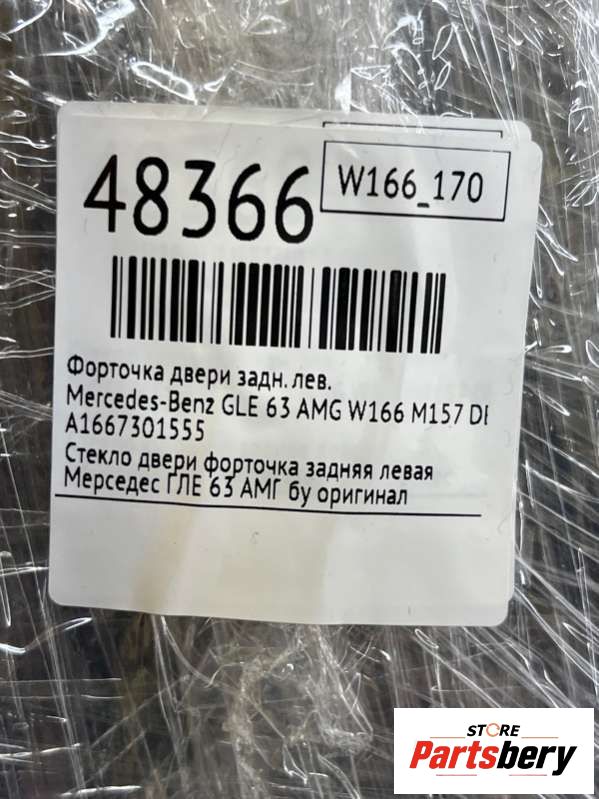 48366
W166_170
Форточка двери задн. лев.
Mercedes-Benz GLE 63 AMG W166 M157 DE
A1667301555
Стекло двери форточка задняя левая
Мерседес ГЛЕ 63 АМГ бу оригинал
STORE
Partsbery